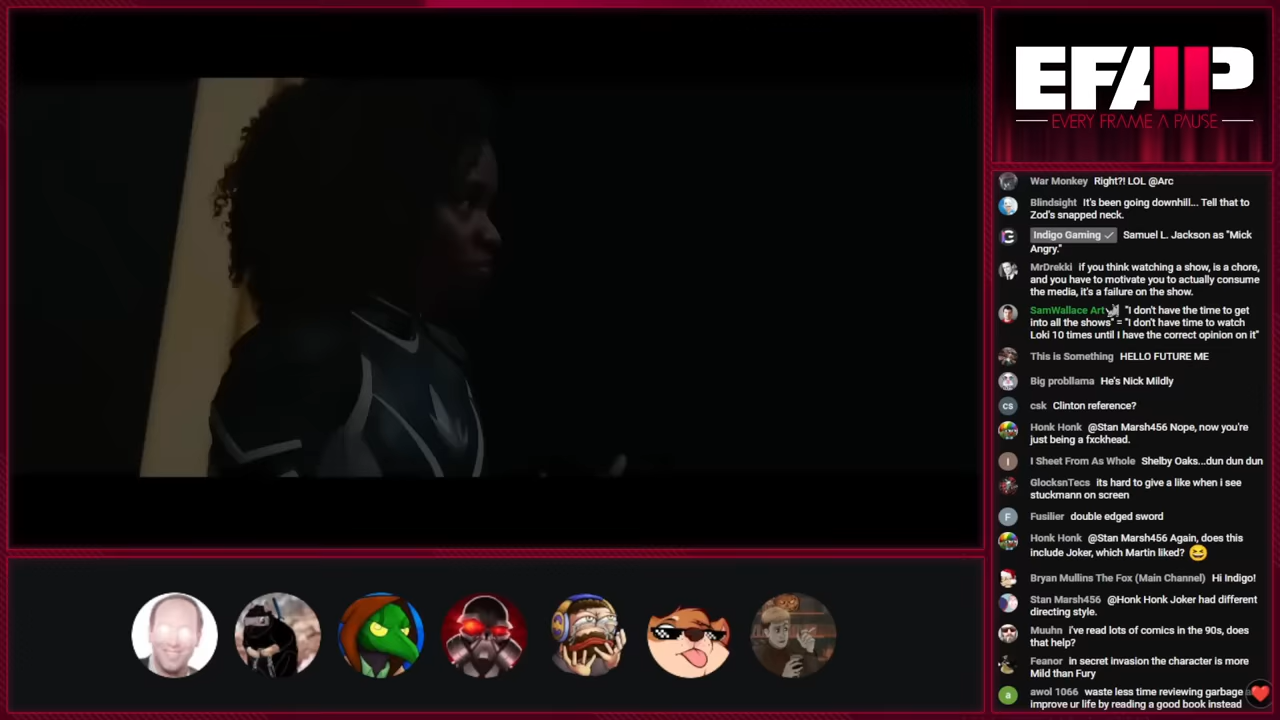 EFAP
EVERY FRAME A PAUSE
War Monkey Right?! LOL @Arc
Blindsight It's been going downhill... Tell that to
Zod's snapped neck.
Indigo Gaming ✓ Samuel L. Jackson as "Mick
Angry."
MrDrekki if you think watching a show, is a chore,
and you have to motivate you to actually consume
the media, it's a failure on the show.
SamWallace Art "I don't have the time to get
into all the shows" = "I don't have time to watch
Loki 10 times until I have the correct opinion on it"
This is Something HELLO FUTURE ME
Big probllama He's Nick Mildly
cs csk Clinton reference?
Honk Honk @Stan Marsh456 Nope, now you're
just being a fxckhead.
I I Sheet From As Whole Shelby Oaks...dun dun dun
GlocksnTecs its hard to give a like when i see
stuckmann on screen
F Fusilier double edged sword
Honk Honk @Stan Marsh456 Again, does this
include Joker, which Martin liked? 😆
Bryan Mullins The Fox (Main Channel) Hi Indigo!
Stan Marsh456 @Honk Honk Joker had different
directing style.
Muuhn i've read lots of comics in the 90s, does
that help?
Feanor in secret invasion the character is more
Mild than Fury
a awol 1066 waste less time reviewing garbage
improve ur life by reading a good book instead